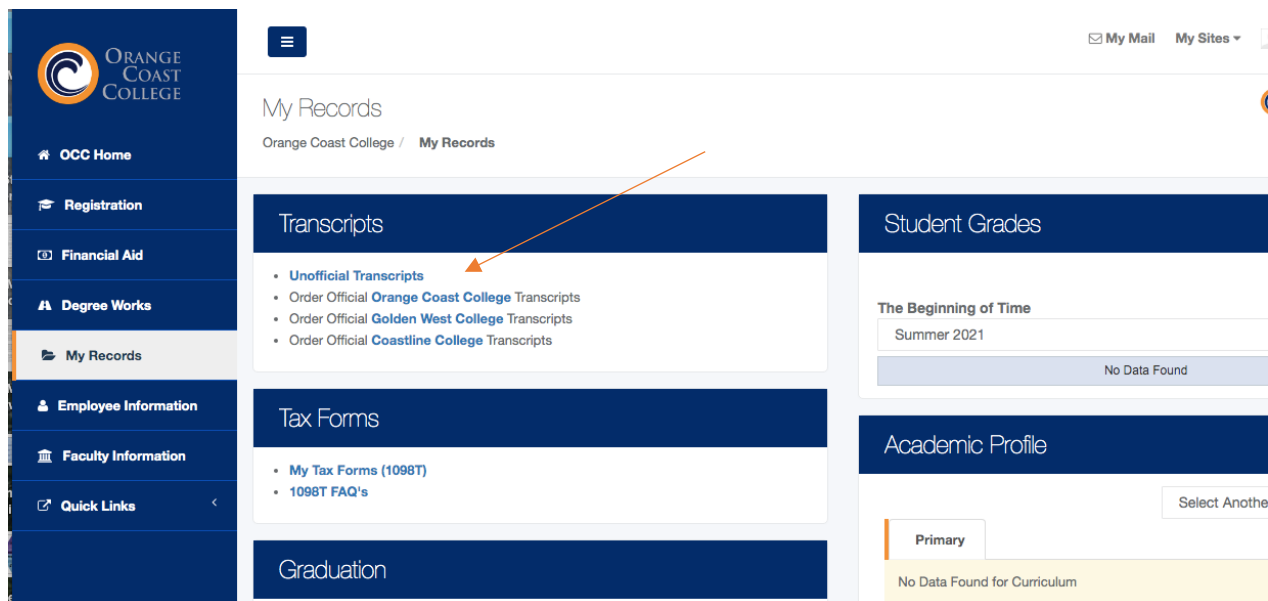 ORANGE
COAST
COLLEGE
OCC Home
Registration
Financial Aid
Degree Works
My Records
Employee Information
Faculty Information
Quick Links
My Mail My Sites
My Records
Orange Coast College / My Records
Transcripts
• Unofficial Transcripts
• Order Official Orange Coast College Transcripts
• Order Official Golden West College Transcripts
• Order Official Coastline College Transcripts
Tax Forms
• My Tax Forms (1098T)
• 1098T FAQ's
Graduation
Student Grades
The Beginning of Time
Summer 2021
No Data Found
Academic Profile
Select Anothe
Primary
No Data Found for Curriculum